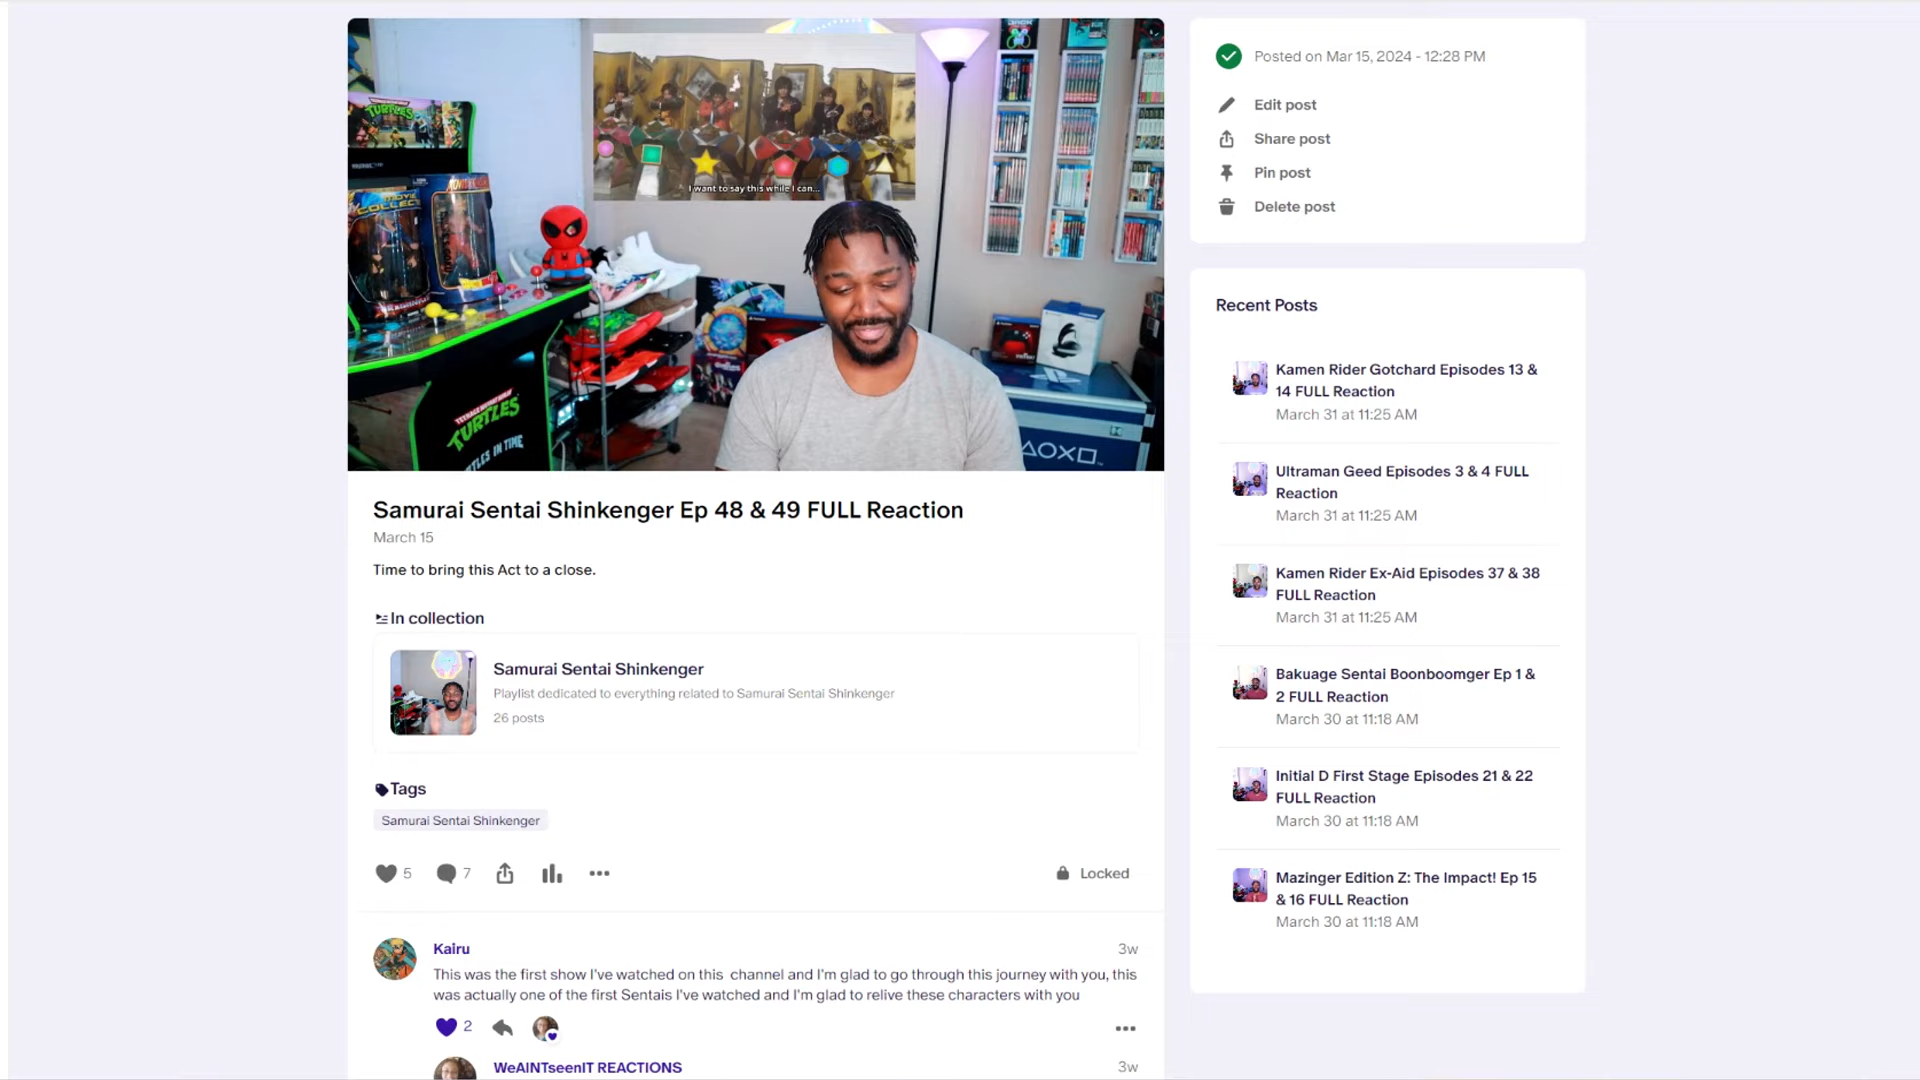 TURTLES
MOVIE
COLLEC
I want to say this while I can...
TEENAGE MUTANT NINJA
TURTLES
TLES IN TIME
Samurai Sentai Shinkenger Ep 48 & 49 FULL Reaction
March 15
Time to bring this Act to a close.
In collection
Samurai Sentai Shinkenger
Playlist dedicated to everything related to Samurai Sentai Shinkenger
26 posts
Tags
Samurai Sentai Shinkenger
5
7
Locked
Kairu
3w
This was the first show I've watched on this channel and I'm glad to go through this journey with you, this
was actually one of the first Sentais I've watched and I'm glad to relive these characters with you
2
WeAINTseenIT REACTIONS
3w
Posted on Mar 15, 2024 - 12:28 PM
Edit post
Share post
Pin post
Delete post
Recent Posts
Kamen Rider Gotchard Episodes 13 &
14 FULL Reaction
March 31 at 11:25 AM
Ultraman Geed Episodes 3 & 4 FULL
Reaction
March 31 at 11:25 AM
Kamen Rider Ex-Aid Episodes 37 & 38
FULL Reaction
March 31 at 11:25 AM
Bakuage Sentai Boonboomger Ep 1 &
2 FULL Reaction
March 30 at 11:18 AM
Initial D First Stage Episodes 21 & 22
FULL Reaction
March 30 at 11:18 AM
Mazinger Edition Z: The Impact! Ep 15
& 16 FULL Reaction
March 30 at 11:18 AM